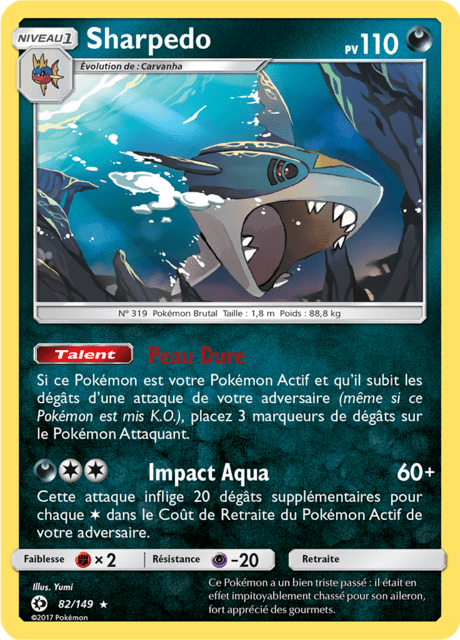 NIVEAU 1
Sharpedo
PV 110
Évolution de : Carvanha
N° 319 Pokémon Brutal Taille : 1,8 m Poids : 88,8 kg
Talent Peau Dure
Si ce Pokémon est votre Pokémon Actif et qu'il subit les
dégâts d'une attaque de votre adversaire (même si ce
Pokémon est mis K.O.), placez 3 marqueurs de dégâts sur
le Pokémon Attaquant.
Impact Aqua 60+
Cette attaque inflige 20 dégâts supplémentaires pour
chaque dans le Coût de Retraite du Pokémon Actif de
votre adversaire.
Faiblesse ×2 Résistance -20 Retraite
Illus. Yumi
82/149 ★
©2017 Pokémon
Ce Pokémon a un bien triste passé : il était en
effet impitoyablement chassé pour son aileron,
fort apprécié des gourmets.